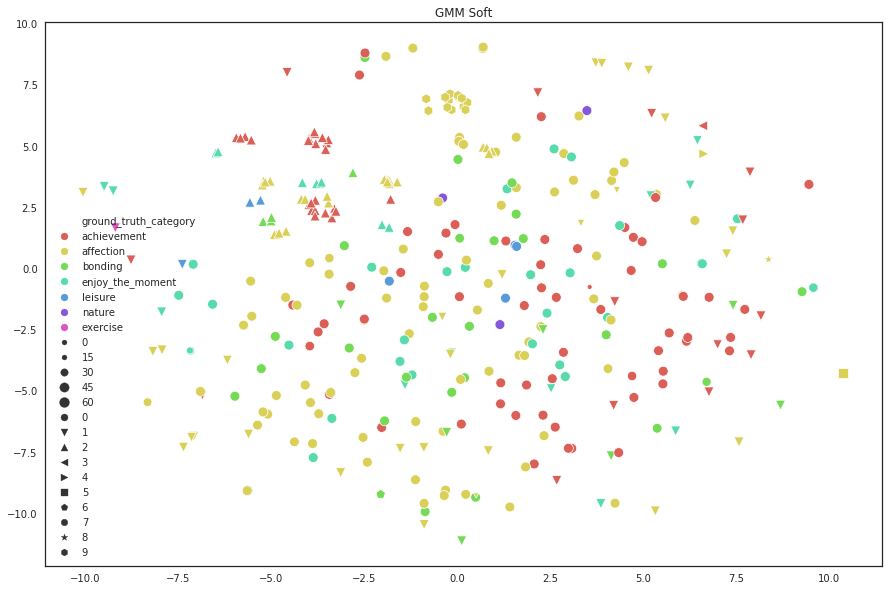 GMM Soft
10.0
7.5
5.0
2.5
0.0
−2.5
−5.0
−7.5
−10.0
ground_truth_category
achievement
affection
bonding
enjoy_the_moment
leisure
nature
exercise
0
15
30
45
60
0
1
2
3
4
5
6
7
8
9
−10.0 −7.5 −5.0 −2.5 0.0 2.5 5.0 7.5 10.0